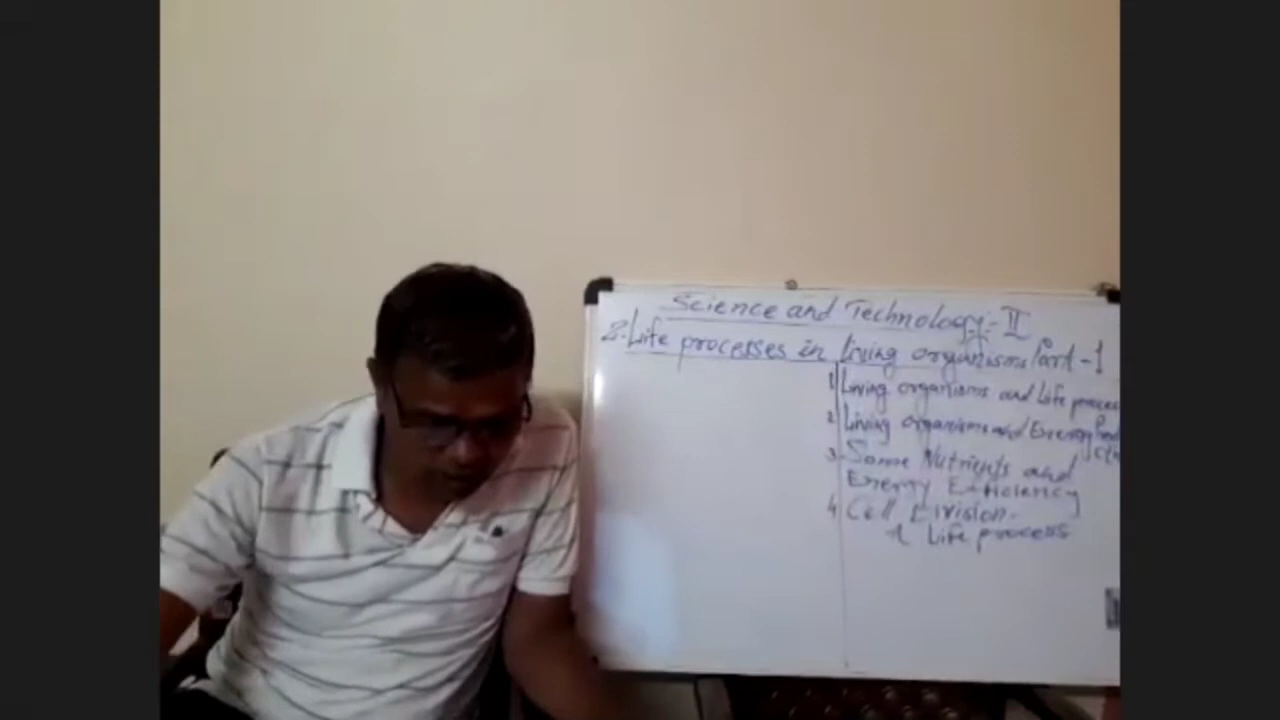 Science and Technology:- II
2. Life processes in living organisms Part - 1
1 Living organisms and Life proces
2 Living organisms and Energy
3. Some Nutrients and
Energy Efficiency
4. Cell Division -
A Life process